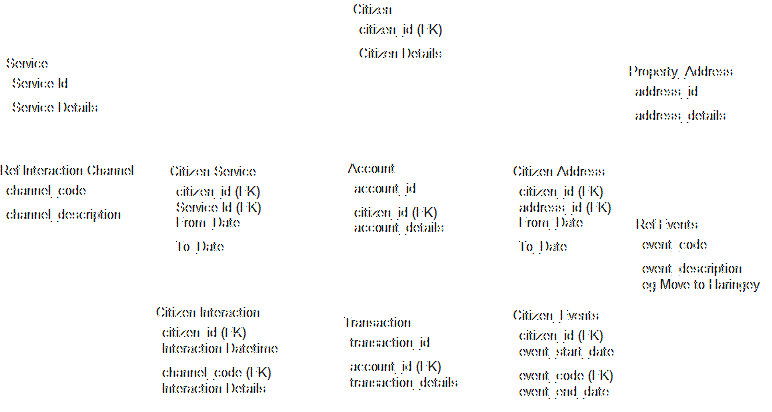 Citizen
citizen_id (FK)
Citizen Details
Service
Service Id
Service Details
Property_Address
address_id
address_details
Ref Interaction Channel
channel_code
channel_description
Citizen Service
citizen_id (FK)
Service Id (FK)
From_Date
To_Date
Account
account_id
citizen_id (FK)
account_details
Citizen Address
citizen_id (FK)
address_id (FK)
From_Date
To_Date
Ref Events
event_code
event_description
eg Move to Haringey
Citizen Interaction
citizen_id (FK)
Interaction Datetime
channel_code (FK)
Interaction Details
Transaction
transaction_id
account_id (FK)
transaction_details
Citizen_Events
citizen_id (FK)
event_start_date
event_code (FK)
event_end_date